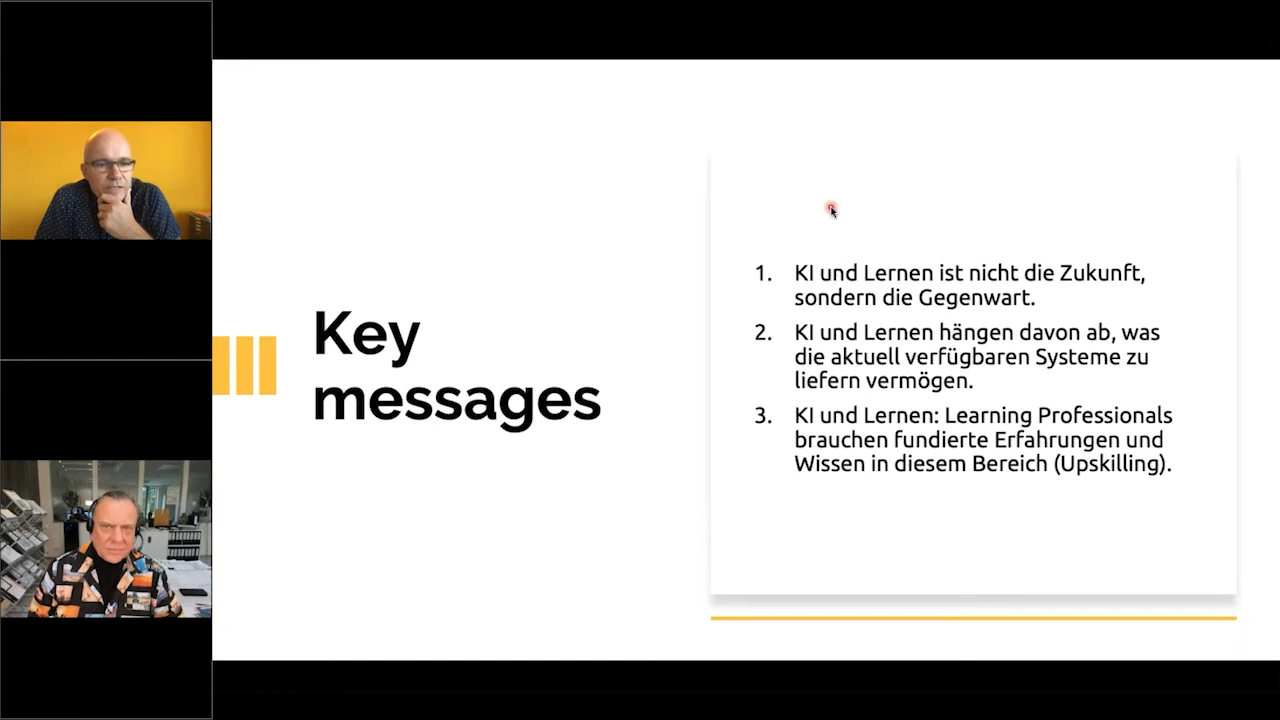 Key
messages
1. KI und Lernen ist nicht die Zukunft,
sondern die Gegenwart.
2. KI und Lernen hängen davon ab, was
die aktuell verfügbaren Systeme zu
liefern vermögen.
3. KI und Lernen: Learning Professionals
brauchen fundierte Erfahrungen und
Wissen in diesem Bereich (Upskilling).